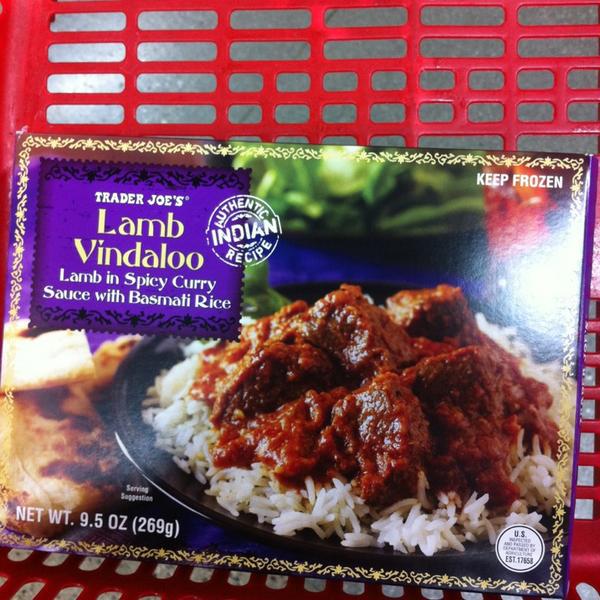 TRADER JOE'S®
Lamb
Vindaloo
Lamb in Spicy Curry
Sauce with Basmati Rice
AUTHENTIC
INDIAN
RECIPE
KEEP FROZEN
Serving
Suggestion
NET WT. 9.5 OZ (269g)
U.S.
INSPECTED
AND PASSED BY
DEPARTMENT OF
AGRICULTURE
EST.17658